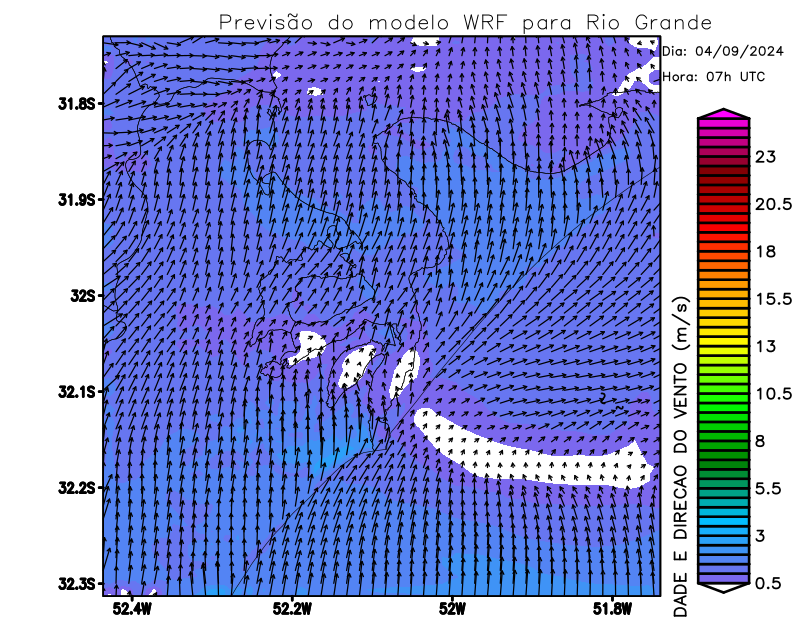 Previsão do modelo WRF para Rio Grande
Dia: 04/09/2024
Hora: 07h UTC
31.8S
31.9S
32S
32.1S
32.2S
32.3S
52.4W
52.2W
52W
51.8W
23
20.5
18
15.5
13
10.5
8
5.5
3
0.5
DADE E DIRECAO DO VENTO (m/s)